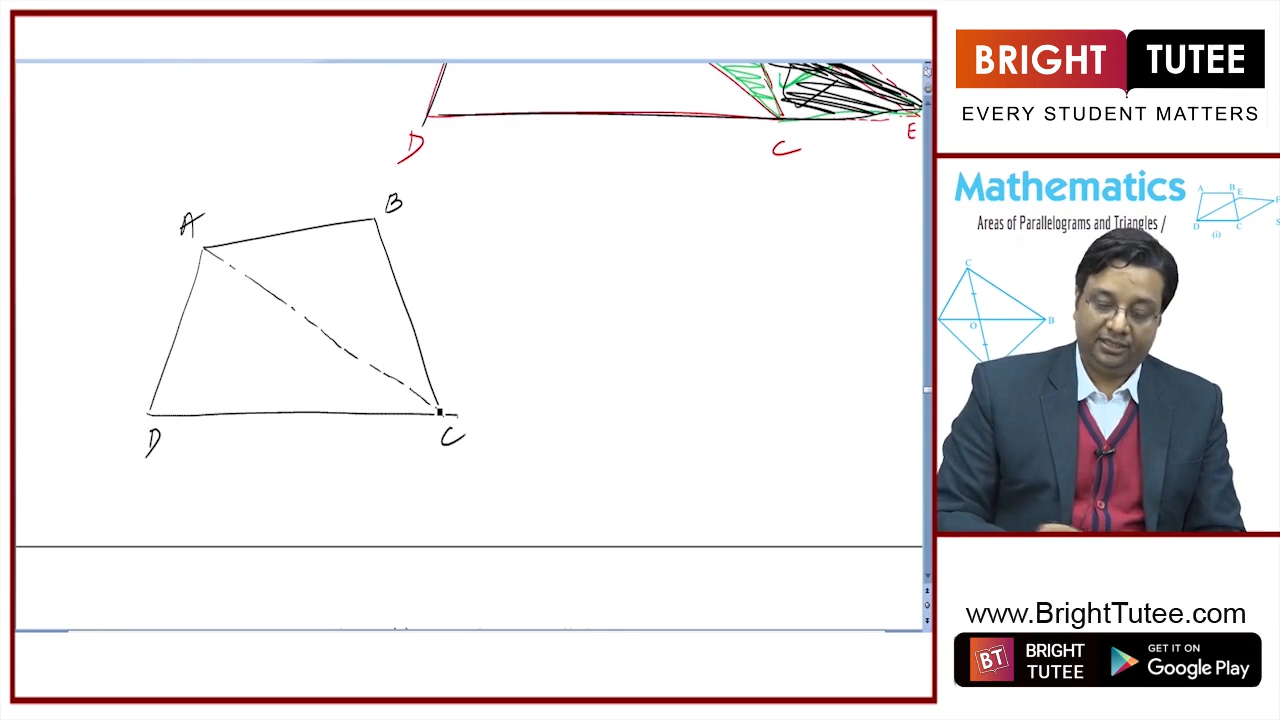 D
C
E
A
B
D
C
BRIGHT TUTEE
EVERY STUDENT MATTERS
Mathematics
Areas of Parallelograms and Triangles /
A
B
E
F
D
C
S
(i)
C
O
B
www.BrightTutee.com
BT
BRIGHT
TUTEE
GET IT ON
Google Play